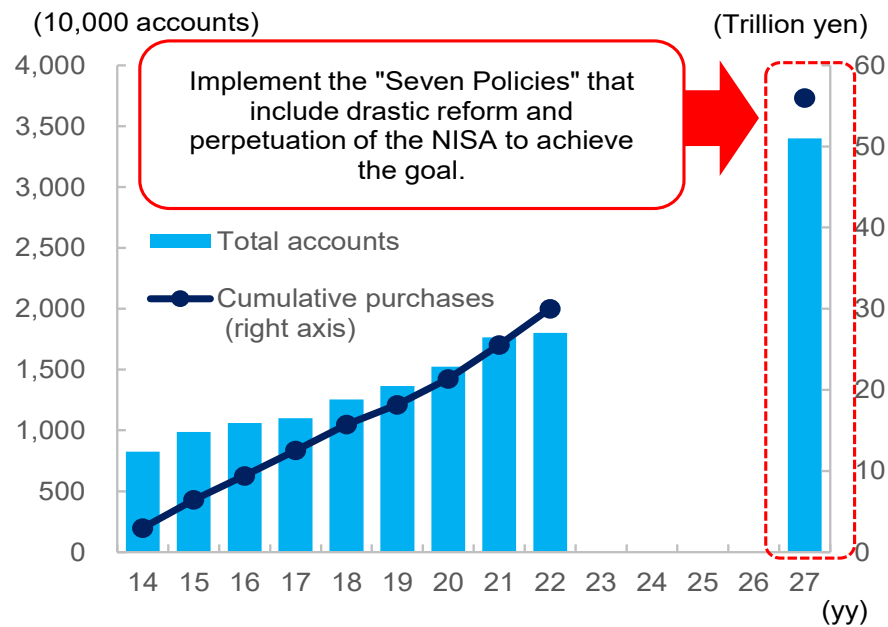 (10,000 accounts)
(Trillion yen)
Implement the "Seven Policies" that
include drastic reform and
perpetuation of the NISA to achieve
the goal.
4,000
3,500
3,000
2,500
2,000
1,500
1,000
500
0
60
50
40
30
20
10
0
Total accounts
Cumulative purchases
(right axis)
14 15 16 17 18 19 20 21 22 23 24 25 26 27
(yy)